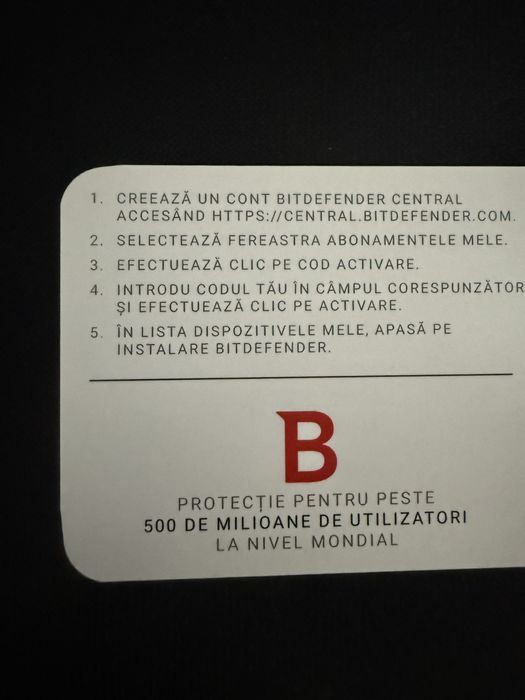 1. CREEAZĂ UN CONT BITDEFENDER CENTRAL
ACCESÂND HTTPS://CENTRAL.BITDEFENDER.COM.
2. SELECTEAZĂ FEREASTRA ABONAMENTELE MELE.
3. EFECTUEAZĂ CLIC PE COD ACTIVARE.
4. INTRODU CODUL TĂU ÎN CÂMPUL CORESPUNZĂTOR
ȘI EFECTUEAZĂ CLIC PE ACTIVARE.
5. ÎN LISTA DISPOZITIVELE MELE, APASĂ PE
INSTALARE BITDEFENDER.
B
PROTECȚIE PENTRU PESTE
500 DE MILIOANE DE UTILIZATORI
LA NIVEL MONDIAL